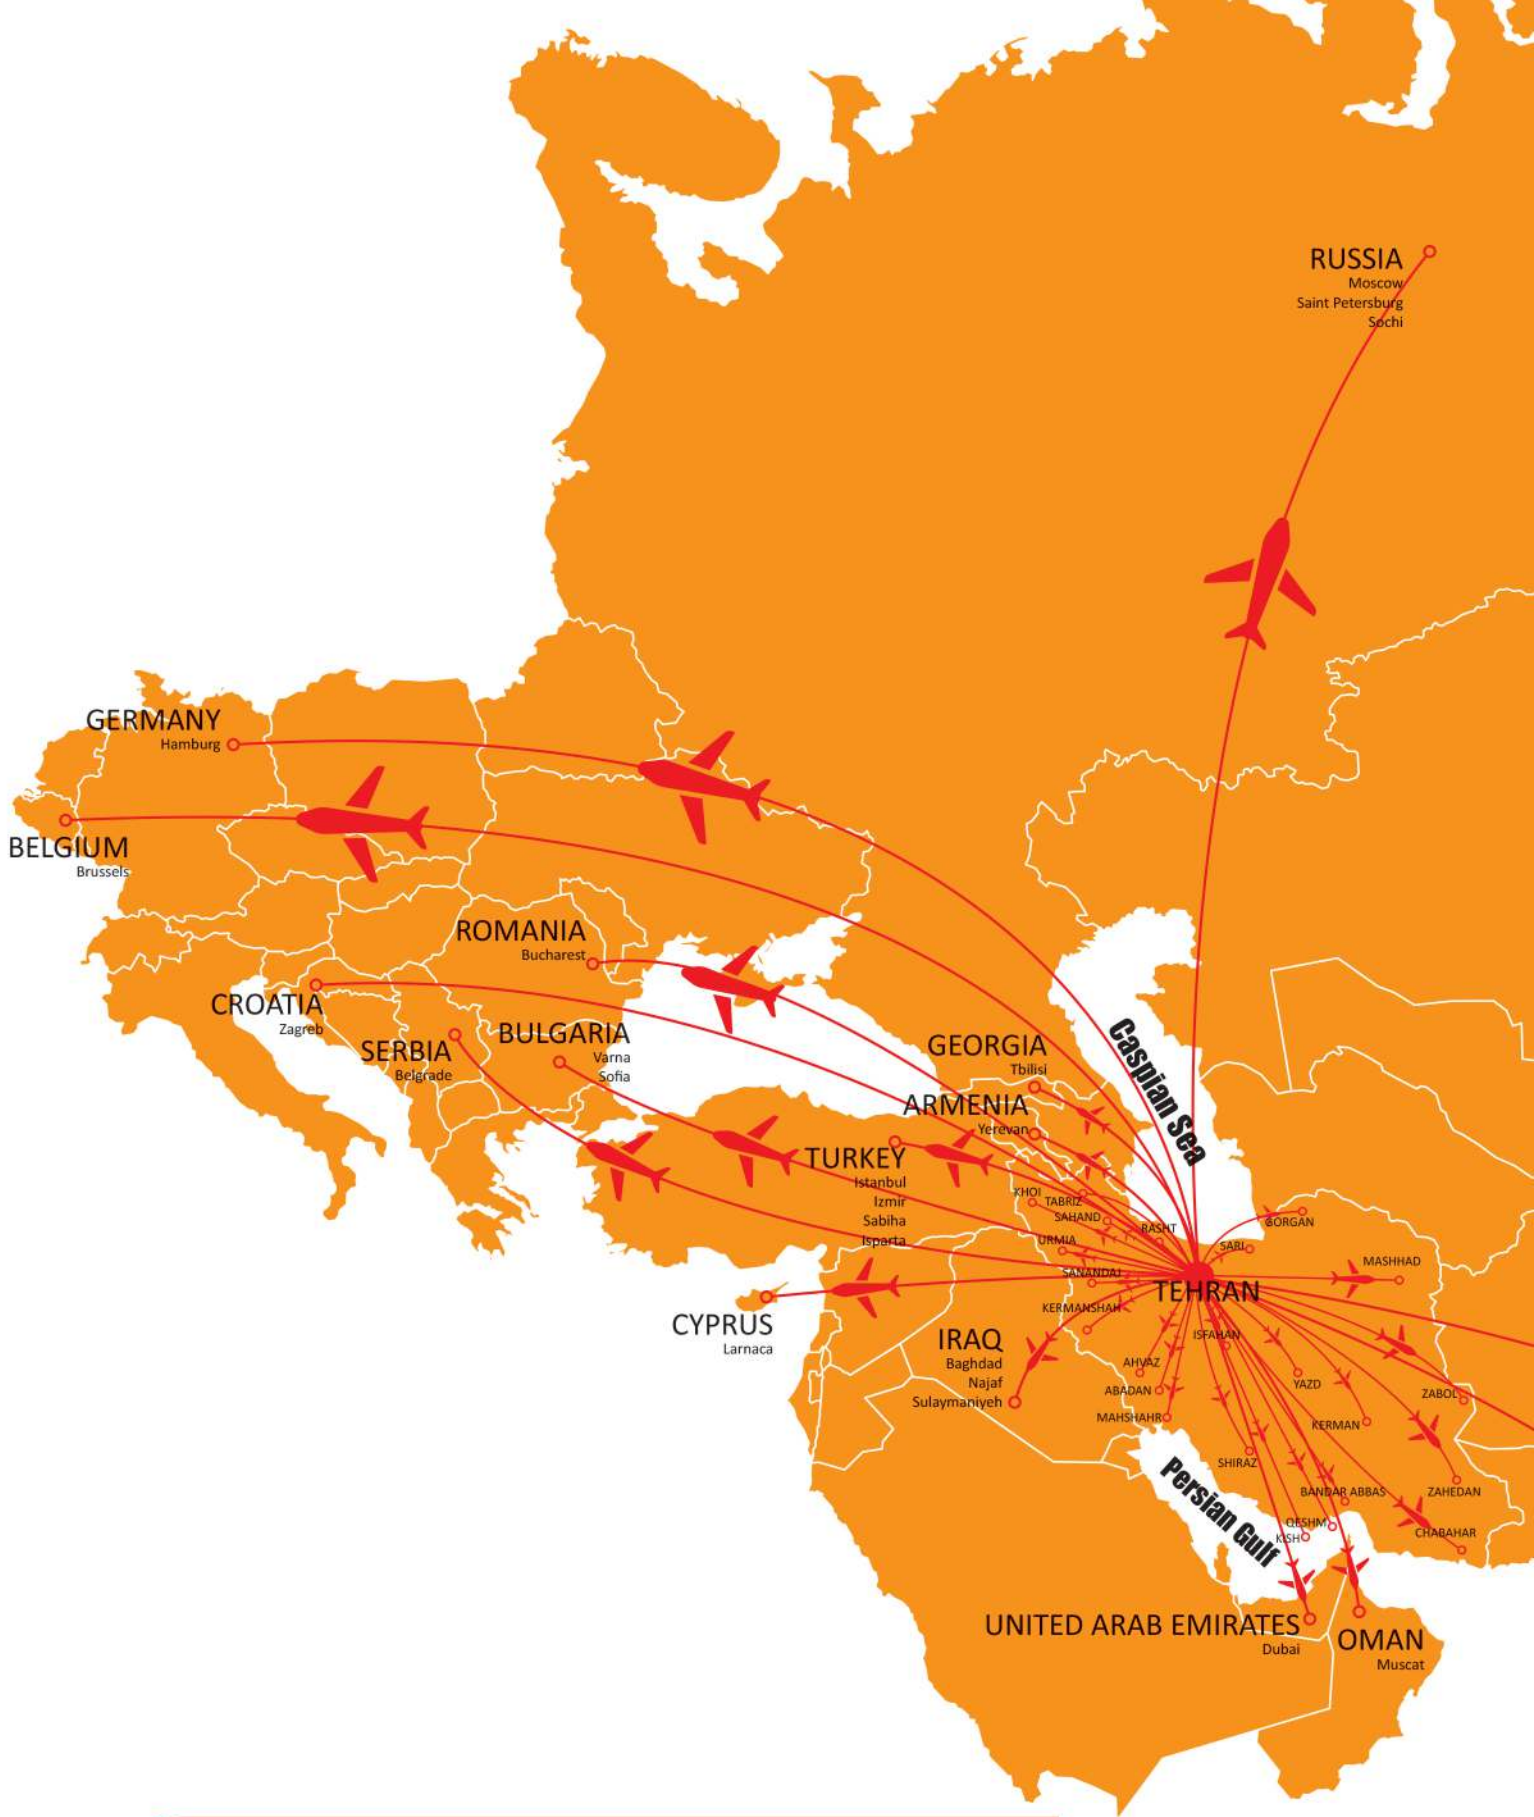 RUSSIA
Moscow
Saint Petersburg
Sochi
GERMANY
Hamburg
BELGIUM
Brussels
ROMANIA
Bucharest
CROATIA
Zagreb
SERBIA
Belgrade
BULGARIA
Varna
Sofia
GEORGIA
Tbilisi
Caspian Sea
ARMENIA
Yerevan
TURKEY
Istanbul
Izmir
Sabiha
Isparta
KHOI
TABRIZ
SAHAND
RASHT
URMIA
SANANDAJ
KERMANSHAH
SARI
GORGAN
MASHHAD
TEHRAN
CYPRUS
Larnaca
IRAQ
Baghdad
Najaf
Sulaymaniyeh
ISFAHAN
AHVAZ
ABADAN
MAHSHAHR
YAZD
ZABOL
KERMAN
SHIRAZ
BANDAR ABBAS
ZAHEDAN
QESHM
KISH
CHABAHAR
Persian Gulf
UNITED ARAB EMIRATES
Dubai
OMAN
Muscat